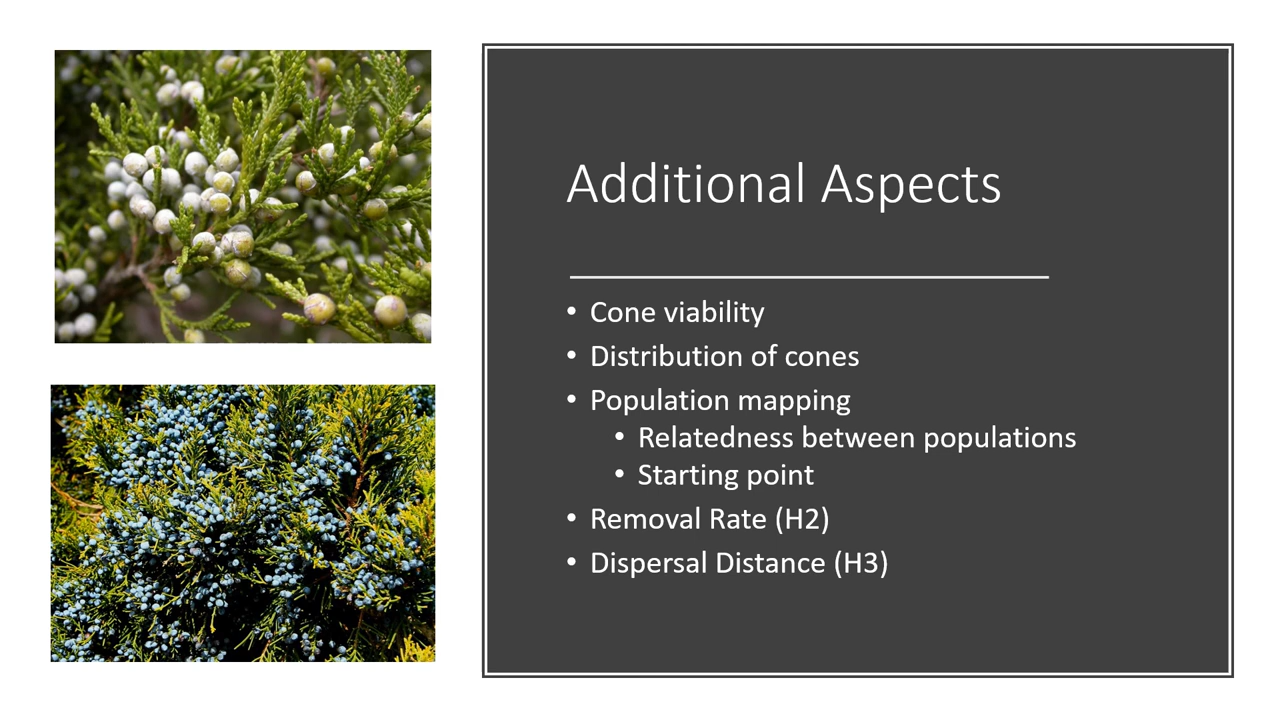 Additional Aspects
• Cone viability
• Distribution of cones
• Population mapping
• Relatedness between populations
• Starting point
• Removal Rate (H2)
• Dispersal Distance (H3)